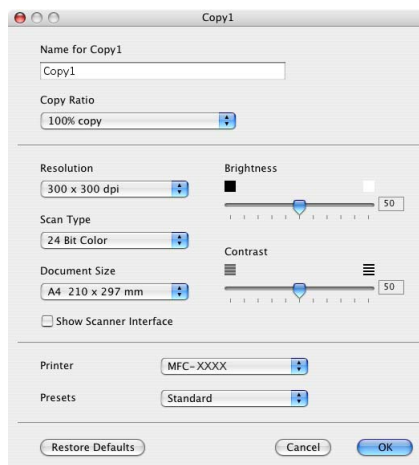 Copy1
Name for Copy1
Copy1
Copy Ratio
100% copy
Resolution
300 x 300 dpi
Scan Type
24 Bit Color
Document Size
A4 210 x 297 mm
Show Scanner Interface
Brightness
50
Contrast
50
Printer
MFC-XXXX
Presets
Standard
Restore Defaults
Cancel
OK